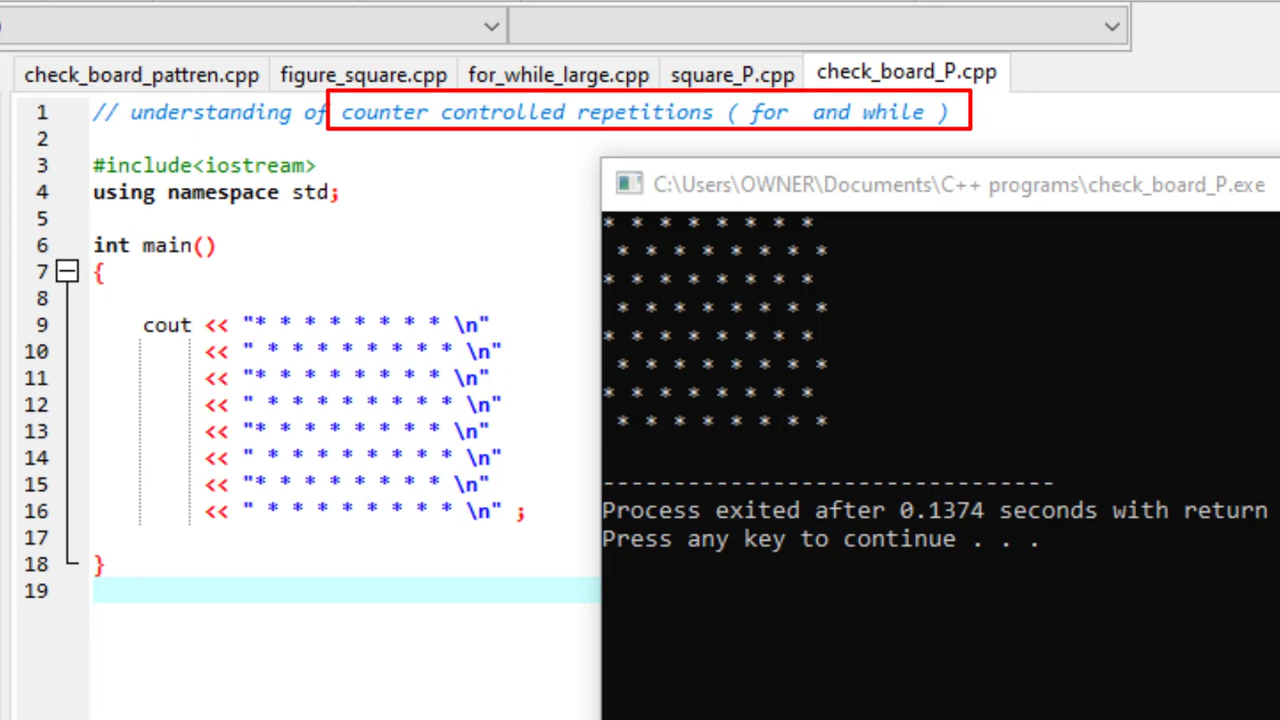 check_board_pattren.cpp figure_square.cpp for_while_large.cpp square_P.cpp check_board_P.cpp
1 // understanding of counter controlled repetitions ( for and while )
2
3 #include<iostream>
4 using namespace std;
5
6 int main()
7 {
8
9 cout << "* * * * * * * * \n"
10 << " * * * * * * * * \n"
11 << "* * * * * * * * \n"
12 << " * * * * * * * * \n"
13 << "* * * * * * * * \n"
14 << " * * * * * * * * \n"
15 << "* * * * * * * * \n"
16 << " * * * * * * * * \n" ;
17
18 }
19
C:\Users\OWNER\Documents\C++ programs\check_board_P.exe
* * * * * * * *
 * * * * * * * *
* * * * * * * *
 * * * * * * * *
* * * * * * * *
 * * * * * * * *
* * * * * * * *
 * * * * * * * *
--------------------------------
Process exited after 0.1374 seconds with return
Press any key to continue . . .